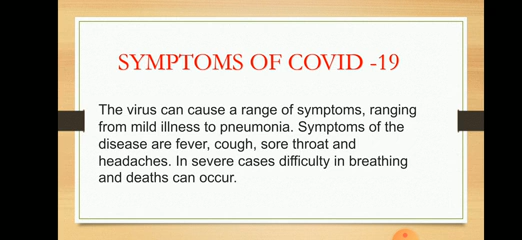 SYMPTOMS OF COVID -19
The virus can cause a range of symptoms, ranging
from mild illness to pneumonia. Symptoms of the
disease are fever, cough, sore throat and
headaches. In severe cases difficulty in breathing
and deaths can occur.